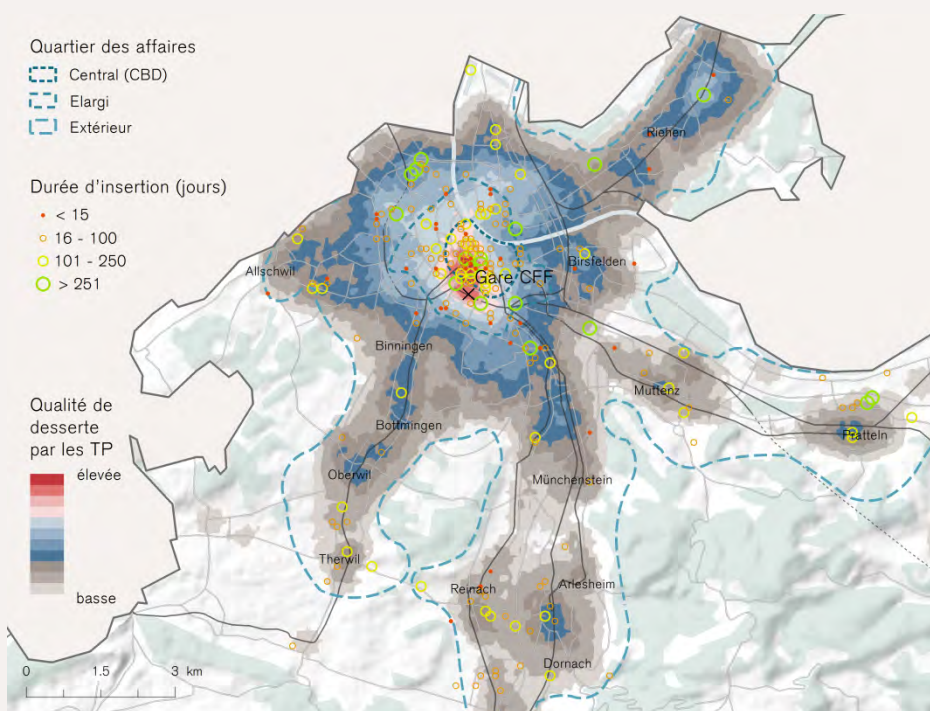 Quartier des affaires
Central (CBD)
Elargi
Extérieur
Durée d'insertion (jours)
< 15
16 - 100
101 - 250
> 251
Riehen
Allschwil
Birsfelden
Gare CFF
Binningen
Muttenz
Qualité de
desserte
par les TP
élevée
basse
Bottmingen
Pratteln
Oberwil
Münchenstein
Therwil
Reinach
Arlesheim
Dornach
0 1.5 3 km